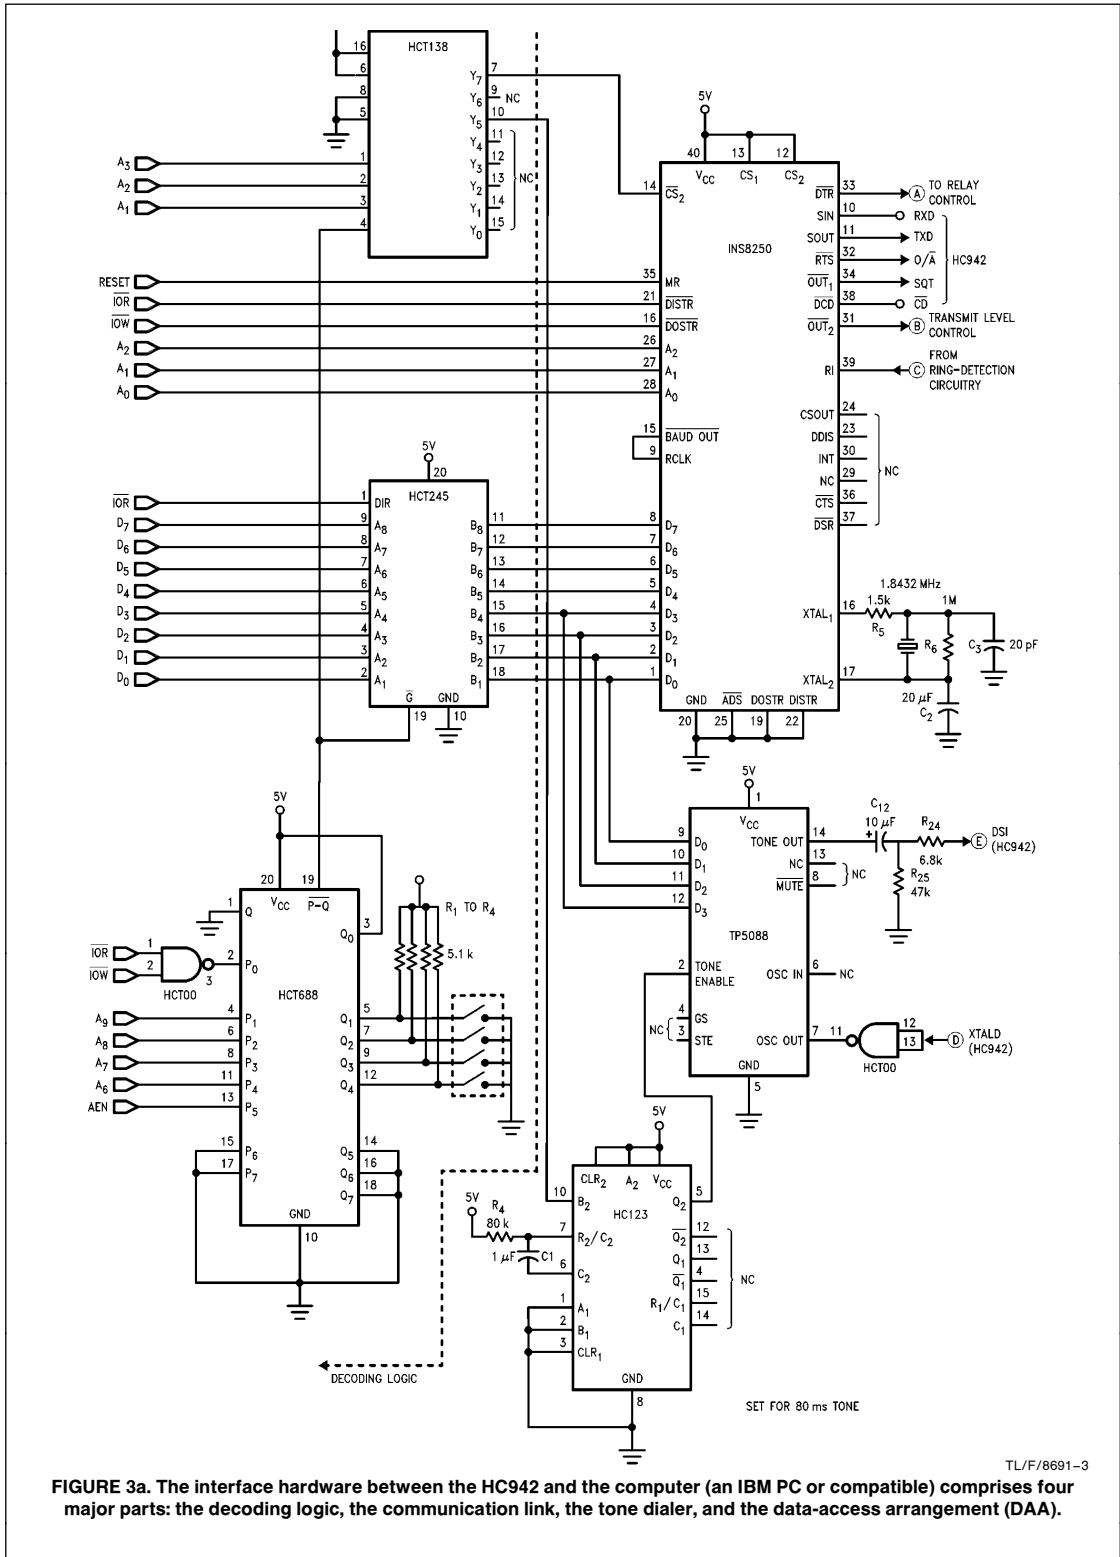 HCT138
16
6
8
5
Y7 7
Y6 9 NC
Y5 10
Y4 11
Y3 12
Y2 13
Y1 14
Y0 15
NC
A3 1
A2 2
A1 3
4
5V
40 13 12
VCC CS1 CS2
14 CS2
INS8250
RESET 35 MR
IOR 21 DISTR
IOW 16 DOSTR
A2 26 A2
A1 27 A1
A0 28 A0
15 BAUD OUT
9 RCLK
DTR 33 A TO RELAY CONTROL
SIN 10 RXD
SOUT 11 TXD
RTS 32 O/A
HC942
OUT1 34 SQT
DCD 38 CD
OUT2 31 B TRANSMIT LEVEL CONTROL
RI 39 C FROM RING-DETECTION CIRCUITRY
CSOUT 24
DDIS 23
INT 30
NC 29
CTS 36
DSR 37
NC
5V
20
HCT245
IOR 1 DIR
D7 9 A8 B8 11 8 D7
D6 8 A7 B7 12 7 D6
D5 7 A6 B6 13 6 D5
D4 6 A5 B5 14 5 D4
D3 5 A4 B4 15 4 D3
D2 4 A3 B3 16 3 D2
D1 3 A2 B2 17 2 D1
D0 2 A1 B1 18 1 D0
G GND
19 10
1.8432 MHz
XTAL1 16 1.5k 1M
R5 R6 C3 20 pF
XTAL2 17
20 μF
C2
GND ADS DOSTR DISTR
20 25 19 22
5V
1
VCC
9 D0
10 D1
11 D2
12 D3
TONE OUT 14
NC 13
MUTE 8
NC
C12
10 μF
+
R24
6.8k
R25
47k
E DSI (HC942)
TP5088
2 TONE ENABLE
OSC IN 6 NC
4 GS
3 STE
NC
OSC OUT 7 11
12
13
HCT00
D XTALD (HC942)
GND
5
5V
20 19
VCC P-Q
1 Q
3 Q0
IOR 1
IOW 2
3
HCT00
2 P0
HCT688
A9 4 P1
A8 6 P2
A7 8 P3
A6 11 P4
AEN 13 P5
15 P6
17 P7
Q1 5
Q2 7
Q3 9
Q4 12
Q5 14
Q6 16
Q7 18
GND
10
R1 TO R4
5.1 k
5V
CLR2 A2 VCC
HC123
10 B2
Q2 5
5V
R4
80 k
7 R2/C2
1 μF C1
6 C2
1 A1
2 B1
3 CLR1
Q2 12
Q1 13
Q1 4
R1/C1 15
C1 14
NC
GND
8
DECODING LOGIC
SET FOR 80 ms TONE
TL/F/8691–3
FIGURE 3a. The interface hardware between the HC942 and the computer (an IBM PC or compatible) comprises four
major parts: the decoding logic, the communication link, the tone dialer, and the data-access arrangement (DAA).